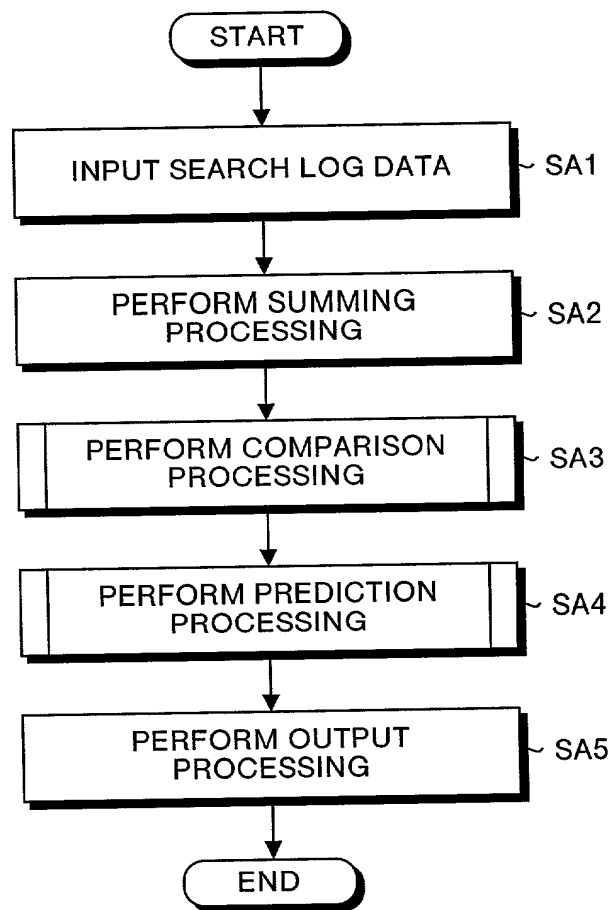 START
INPUT SEARCH LOG DATA
SA1
PERFORM SUMMING
PROCESSING
SA2
PERFORM COMPARISON
PROCESSING
SA3
PERFORM PREDICTION
PROCESSING
SA4
PERFORM OUTPUT
PROCESSING
SA5
END